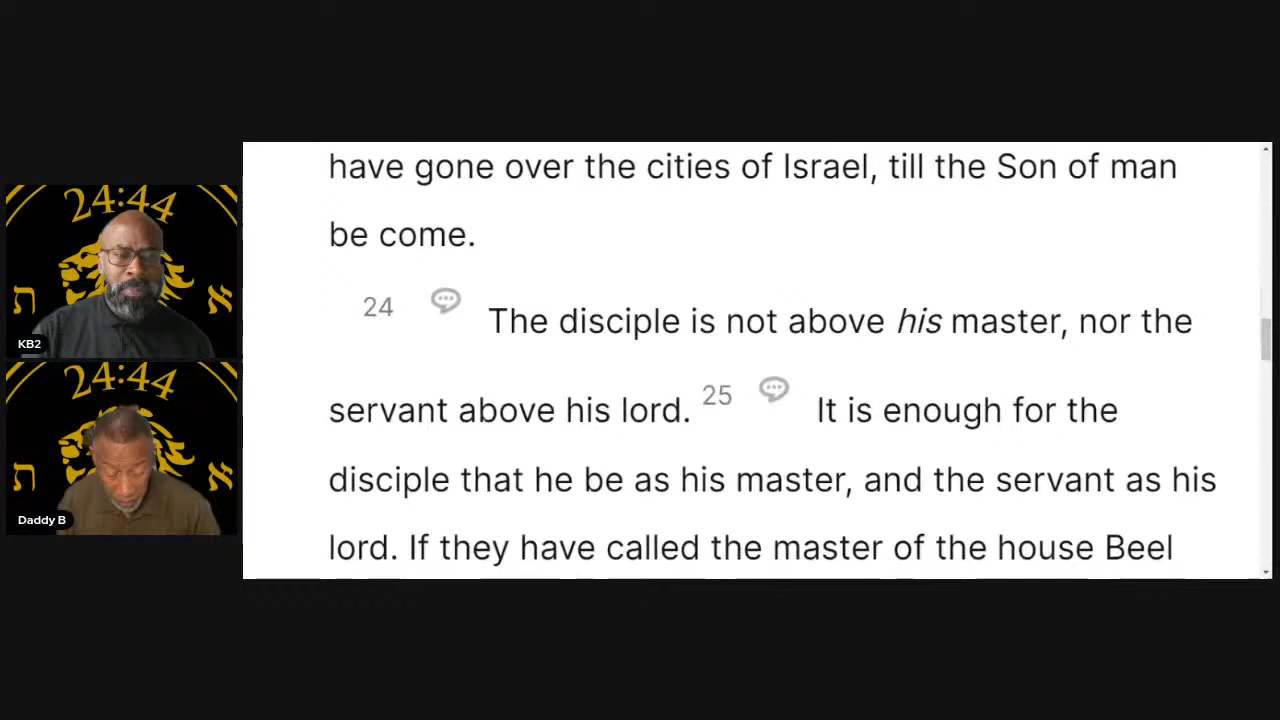 24:44
ת
א
KB2
24:44
ת
א
Daddy B
have gone over the cities of Israel, till the Son of man
be come.
24 The disciple is not above his master, nor the
servant above his lord. 25 It is enough for the
disciple that he be as his master, and the servant as his
lord. If they have called the master of the house Beel